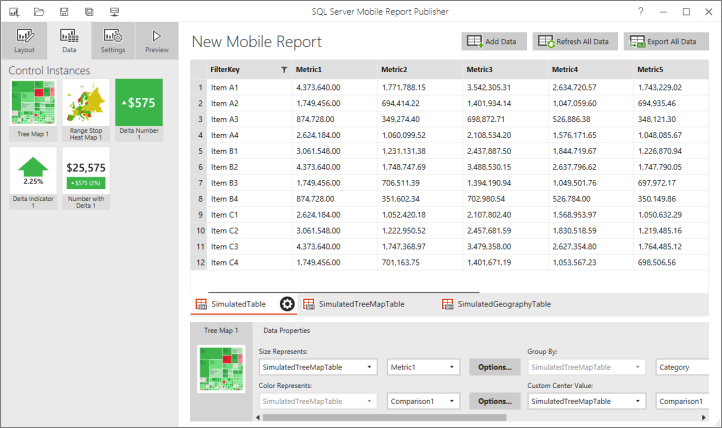 SQL Server Mobile Report Publisher
?
Layout
Data
Settings
Preview
New Mobile Report
Add Data
Refresh All Data
Export All Data
Control Instances
Tree Map 1
Range Stop
Heat Map 1
$575
Delta Number
1
2.25%
Delta Indicator
1
$25,575
$575 (2%)
Number with
Delta 1
FilterKey Metric1 Metric2 Metric3 Metric4 Metric5
1 Item A1 4,373,640.00 1,771,788.15 3,542,305.31 2,634,720.57 1,743,229.02
2 Item A2 1,749,456.00 694,414.22 1,401,934.14 1,047,059.60 694,935.46
3 Item A3 874,728.00 349,274.40 698,872.71 526,886.38 348,121.30
4 Item A4 2,624,184.00 1,060,099.52 2,108,534.20 1,576,171.65 1,048,085.67
5 Item B1 3,061,548.00 1,231,131.38 2,437,887.50 1,844,719.67 1,226,870.94
6 Item B2 4,373,640.00 1,748,747.69 3,488,530.15 2,637,796.62 1,747,790.05
7 Item B3 1,749,456.00 706,511.39 1,394,190.94 1,049,501.76 697,972.17
8 Item B4 874,728.00 351,602.34 702,980.54 526,784.00 350,149.86
9 Item C1 2,624,184.00 1,052,420.18 2,107,802.40 1,568,953.97 1,050,632.29
10 Item C2 3,061,548.00 1,222,950.52 2,457,681.59 1,830,518.59 1,219,485.16
11 Item C3 4,373,640.00 1,747,368.97 3,479,358.00 2,627,354.80 1,764,485.12
12 Item C4 1,749,456.00 701,163.75 1,401,671.19 1,053,567.23 698,506.56
SimulatedTable
SimulatedTreeMapTable
SimulatedGeographyTable
Tree Map 1
Data Properties
Size Represents:
Group By:
SimulatedTreeMapTable
Metric1
Options...
SimulatedTreeMapTable
Category
Color Represents:
Custom Center Value:
SimulatedTreeMapTable
Comparison1
Options...
SimulatedTreeMapTable
Comparison1